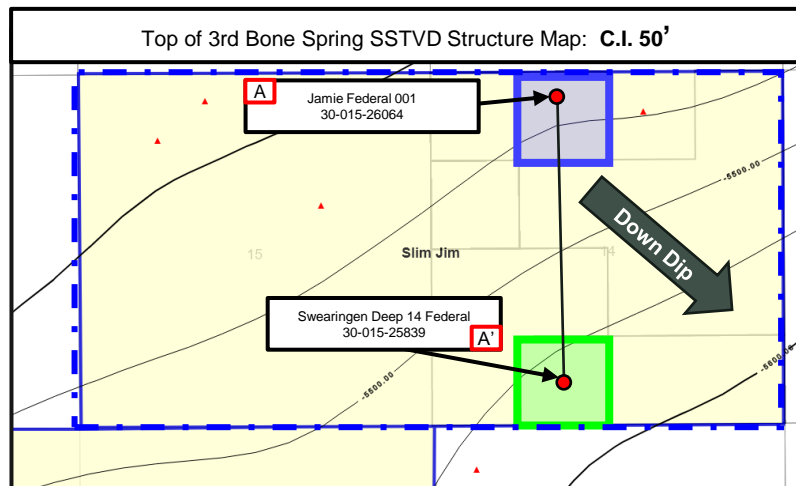 Top of 3rd Bone Spring SSTVD Structure Map: C.I. 50’
A
Jamie Federal 001
30-015-26064
-5500.00
Down Dip
15
Slim Jim
14
Swearingen Deep 14 Federal
30-015-25839
A'
-5500.00
-5600.00